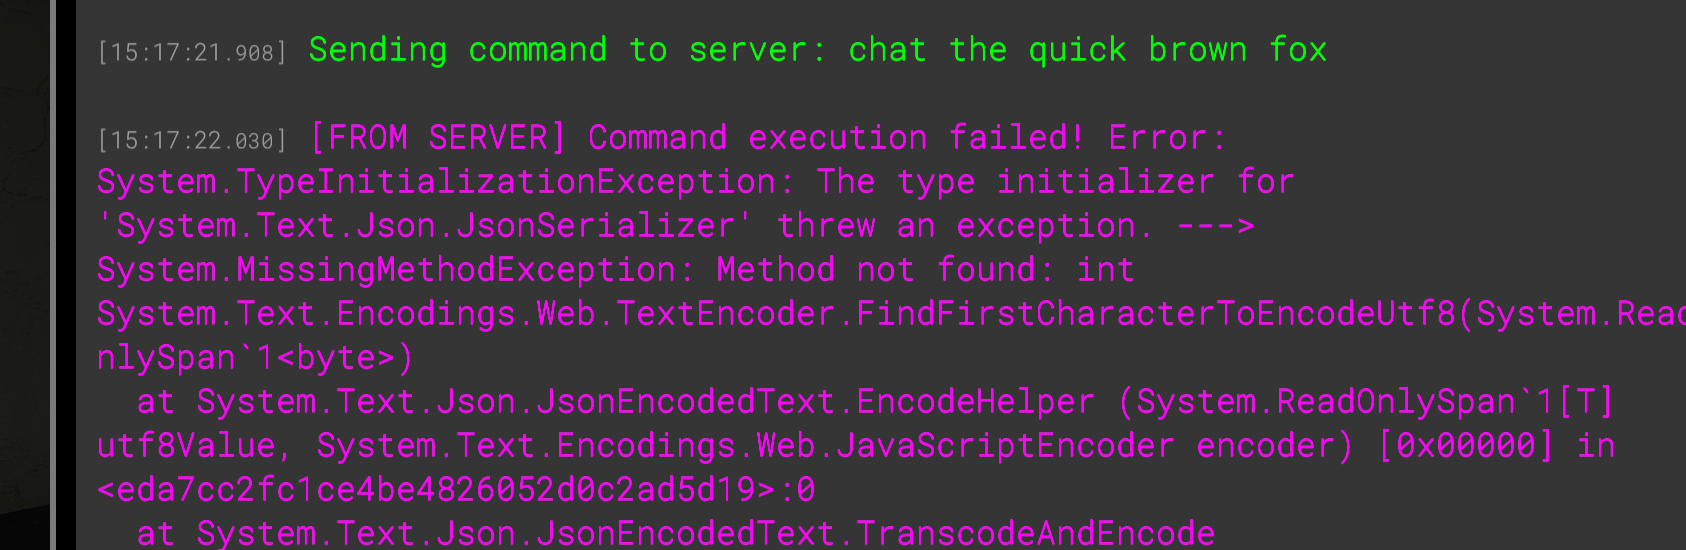 [15:17:21.908] Sending command to server: chat the quick brown fox
[15:17:22.030] [FROM SERVER] Command execution failed! Error:
System.TypeInitializationException: The type initializer for
'System.Text.Json.JsonSerializer' threw an exception. --->
System.MissingMethodException: Method not found: int
System.Text.Encodings.Web.TextEncoder.FindFirstCharacterToEncodeUtf8(System.Read
nlySpan`1<byte>)
  at System.Text.Json.JsonEncodedText.EncodeHelper (System.ReadOnlySpan`1[T]
utf8Value, System.Text.Encodings.Web.JavaScriptEncoder encoder) [0x00000] in
<eda7cc2fc1ce4be4826052d0c2ad5d19>:0
  at System.Text.Json.JsonEncodedText.TranscodeAndEncode